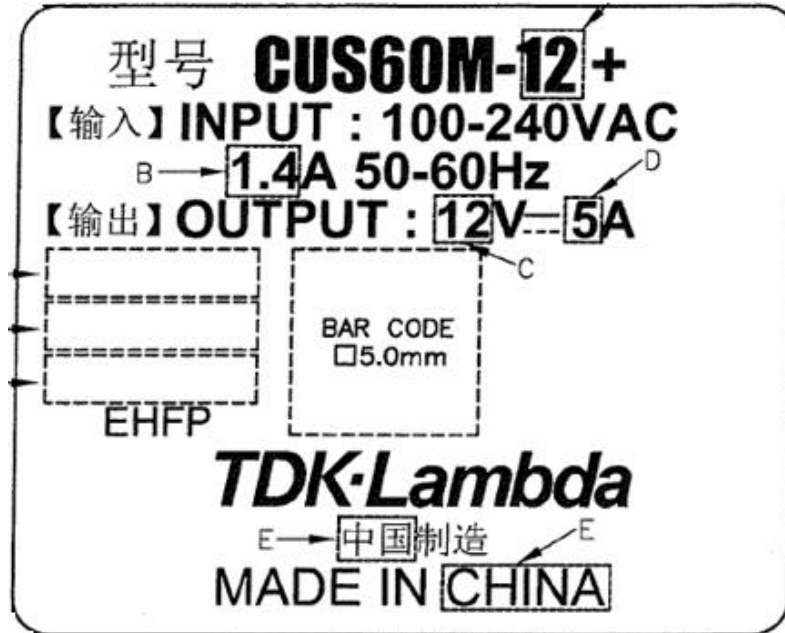 型号 CUS60M-12+
【输入】INPUT : 100-240VAC
B 1.4A 50-60Hz D
【输出】OUTPUT : 12V⎓5A
C
BAR CODE
□5.0mm
EHFP
TDK·Lambda
E 中国制造 E
MADE IN CHINA